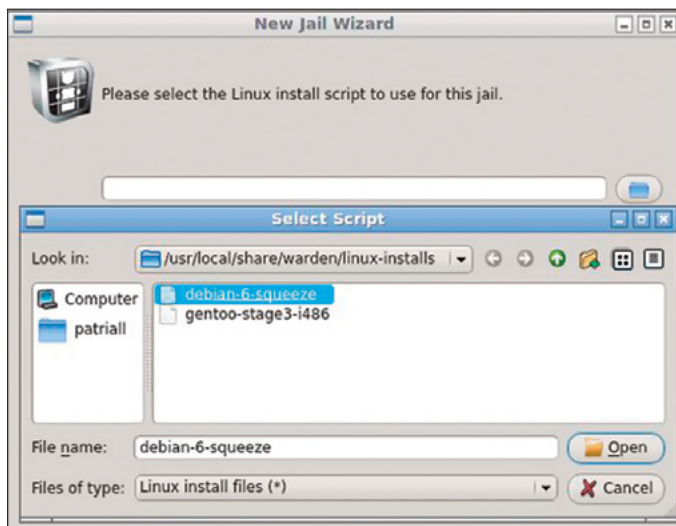 New Jail Wizard
Please select the Linux install script to use for this jail.
Select Script
Look in: /usr/local/share/warden/linux-installs
Computer
patriall
debian-6-squeeze
gentoo-stage3-i486
File name: debian-6-squeeze Open
Files of type: Linux install files (*) Cancel